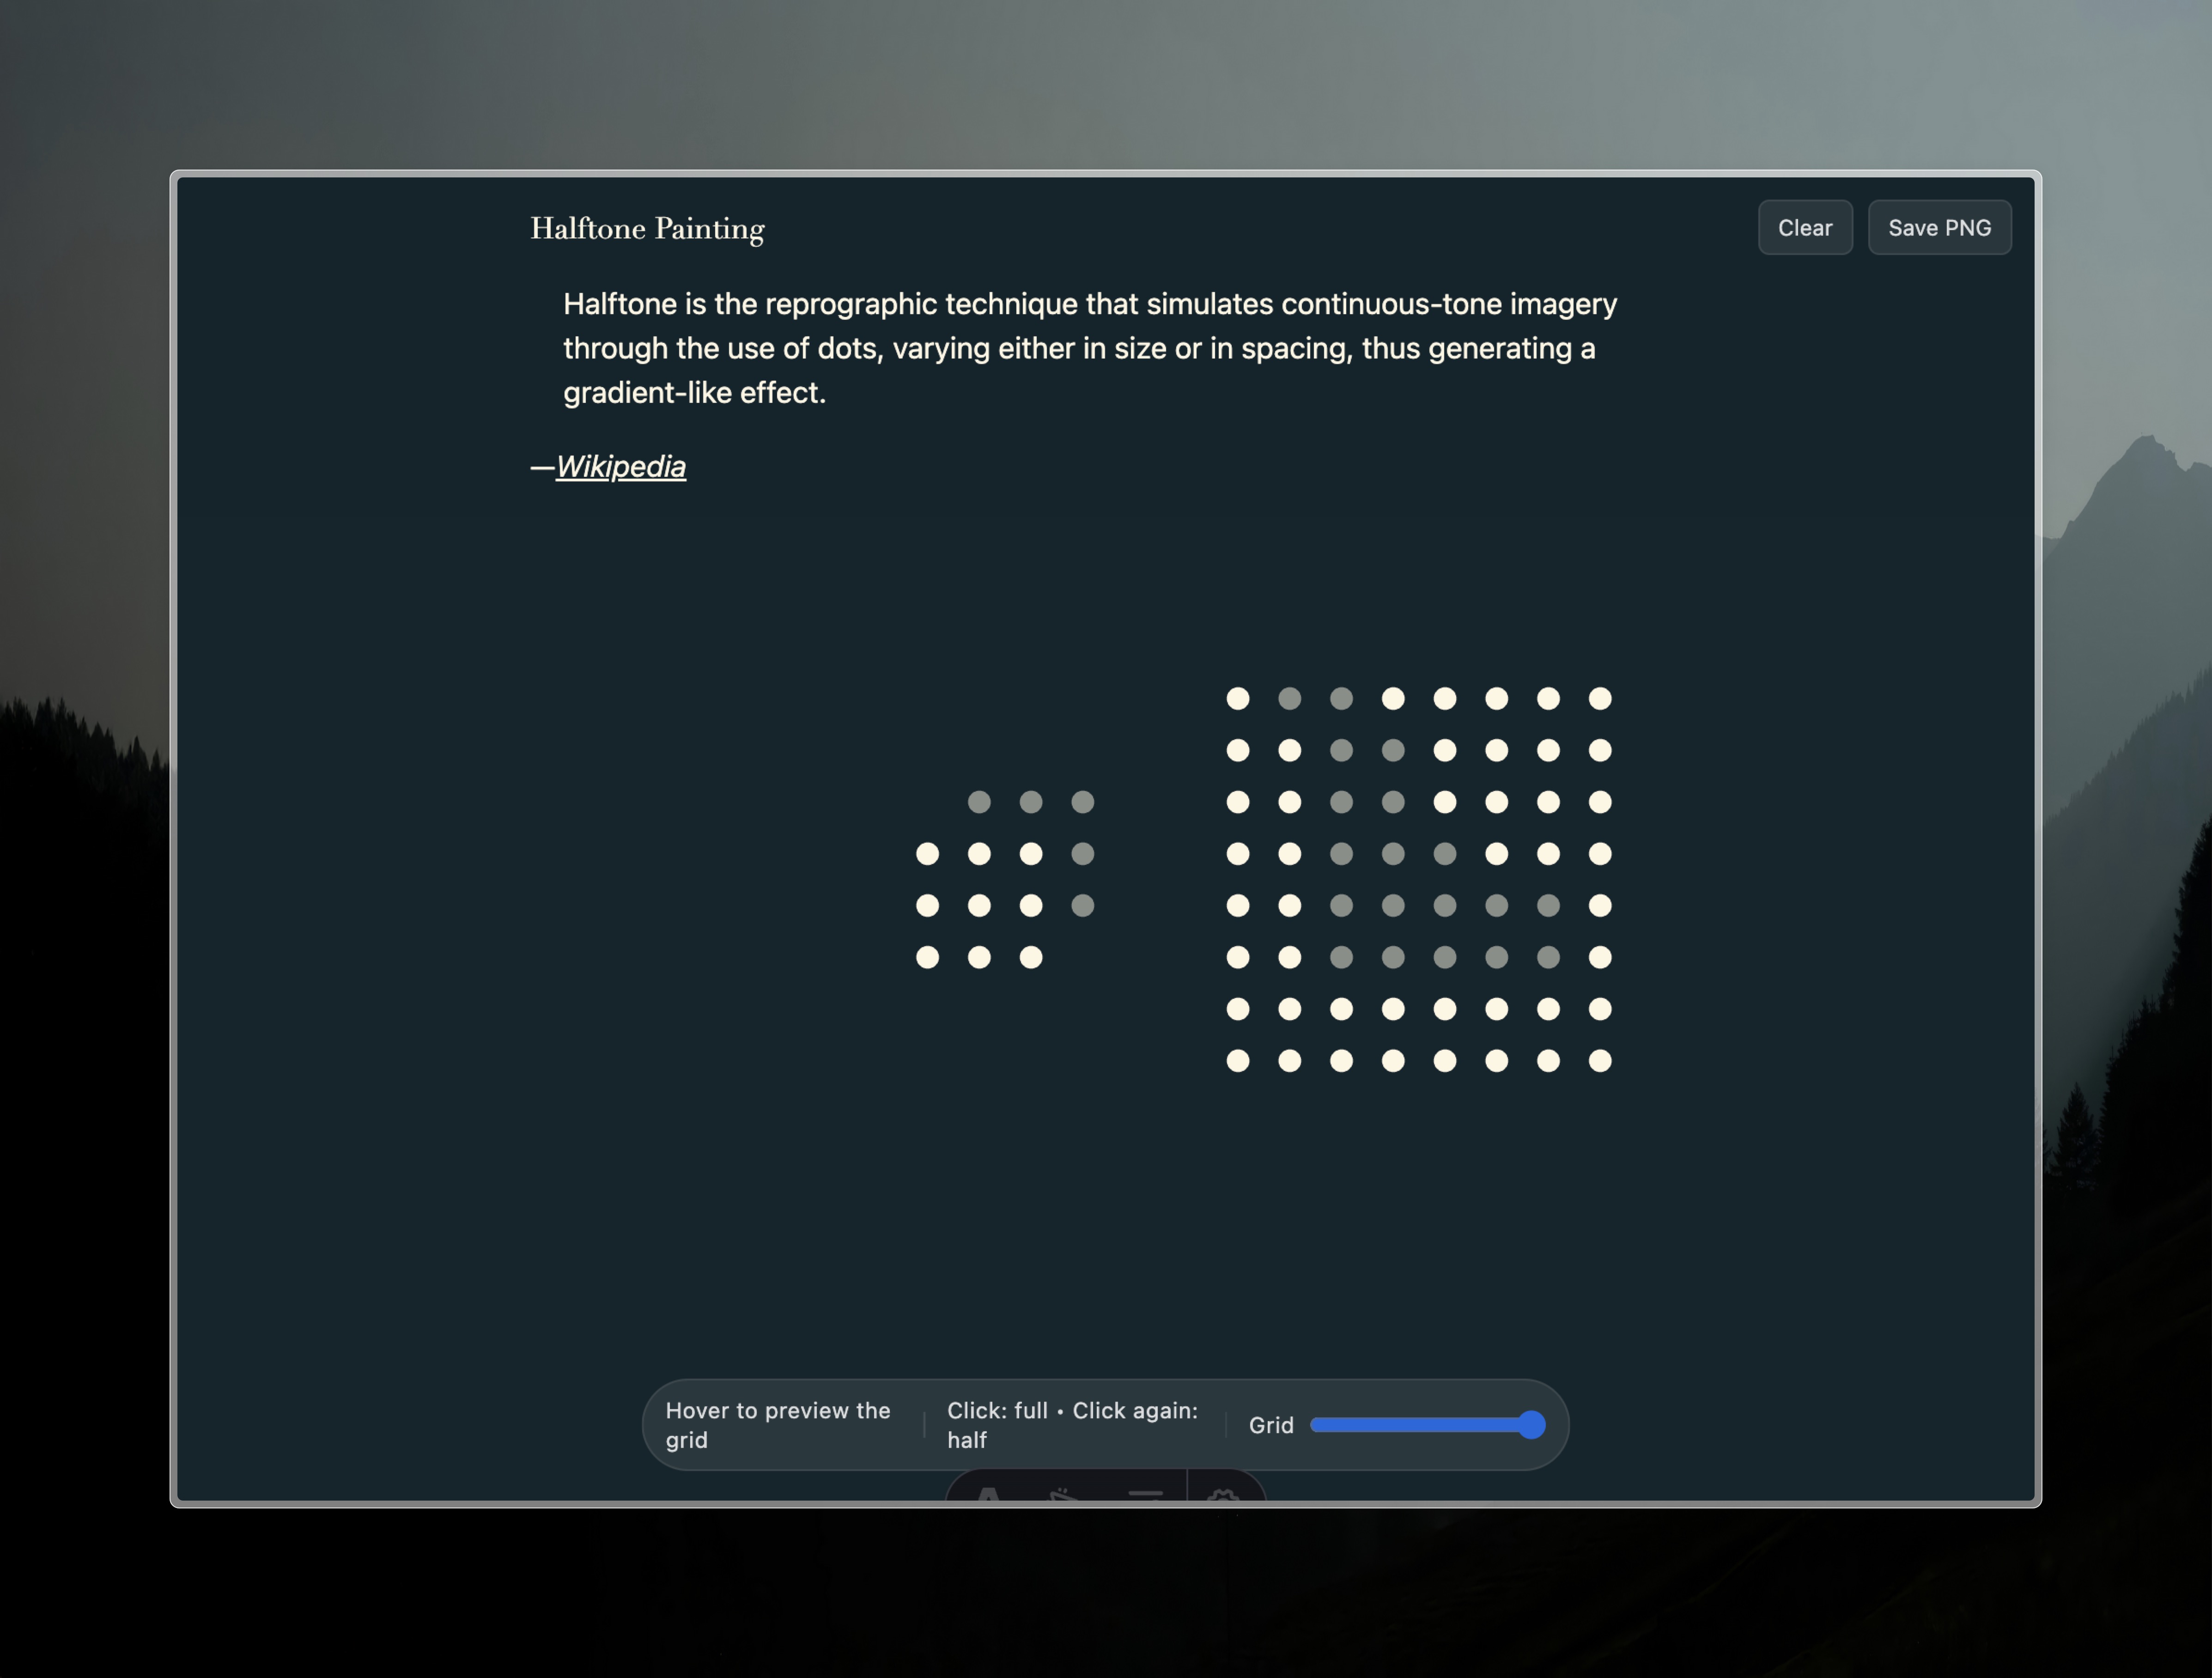 Halftone Painting
Clear
Save PNG
Halftone is the reprographic technique that simulates continuous-tone imagery
through the use of dots, varying either in size or in spacing, thus generating a
gradient-like effect.
—Wikipedia
Hover to preview the
grid
Click: full • Click again:
half
Grid